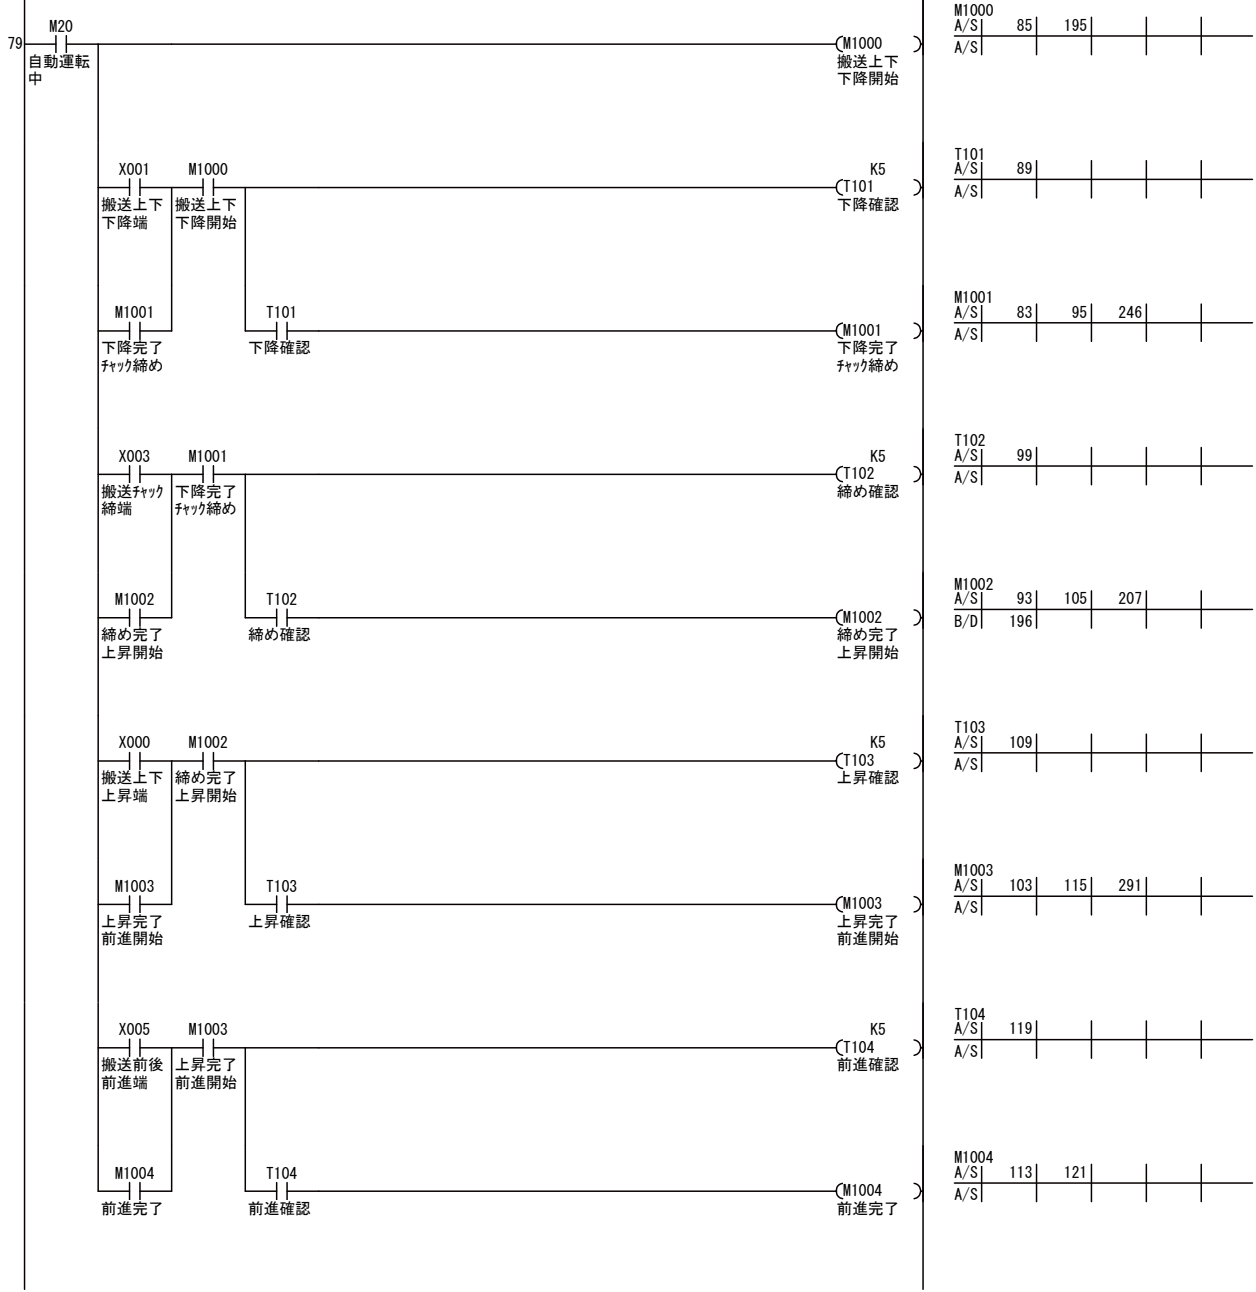 M20
79
自動運転
中
M1000
搬送上下
下降開始
M1000
A/S 85 195
A/S
X001 M1000
搬送上下 搬送上下
下降端 下降開始
K5
T101
下降確認
T101
A/S 89
A/S
M1001 T101
下降完了 下降確認
ﾁｬｯｸ締め
M1001
下降完了
ﾁｬｯｸ締め
M1001
A/S 83 95 246
A/S
X003 M1001
搬送ﾁｬｯｸ 下降完了
締端 ﾁｬｯｸ締め
K5
T102
締め確認
T102
A/S 99
A/S
M1002 T102
締め完了 締め確認
上昇開始
M1002
締め完了
上昇開始
M1002
A/S 93 105 207
B/D 196
X000 M1002
搬送上下 締め完了
上昇端 上昇開始
K5
T103
上昇確認
T103
A/S 109
A/S
M1003 T103
上昇完了 上昇確認
前進開始
M1003
上昇完了
前進開始
M1003
A/S 103 115 291
A/S
X005 M1003
搬送前後 上昇完了
前進端 前進開始
K5
T104
前進確認
T104
A/S 119
A/S
M1004 T104
前進完了 前進確認
M1004
前進完了
M1004
A/S 113 121
A/S